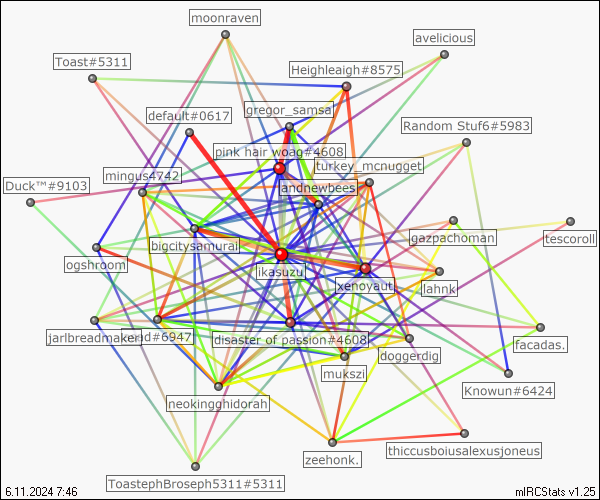 moonraven
avelicious
Toast#5311
Heighleaigh#8575
gregor_samsa
default#0617
Random Stuf6#5983
pink hair woag#4608
turkey_mcnugget
mingus4742
Duck™#9103
andnewbees
gazpachoman
tescoroll
bigcitysamurai
ogshroom
likasuzu
xenoyaut
lahnk
jarlbreadmaker
#6947
disaster of passion#4608
doggerdig
facadas.
mukszi
Knowun#6424
neokingghidorah
zeehonk.
thiccusboiusalexusjoneus
ToastephBroseph5311#5311
6.11.2024 7:46
mIRCStats v1.25